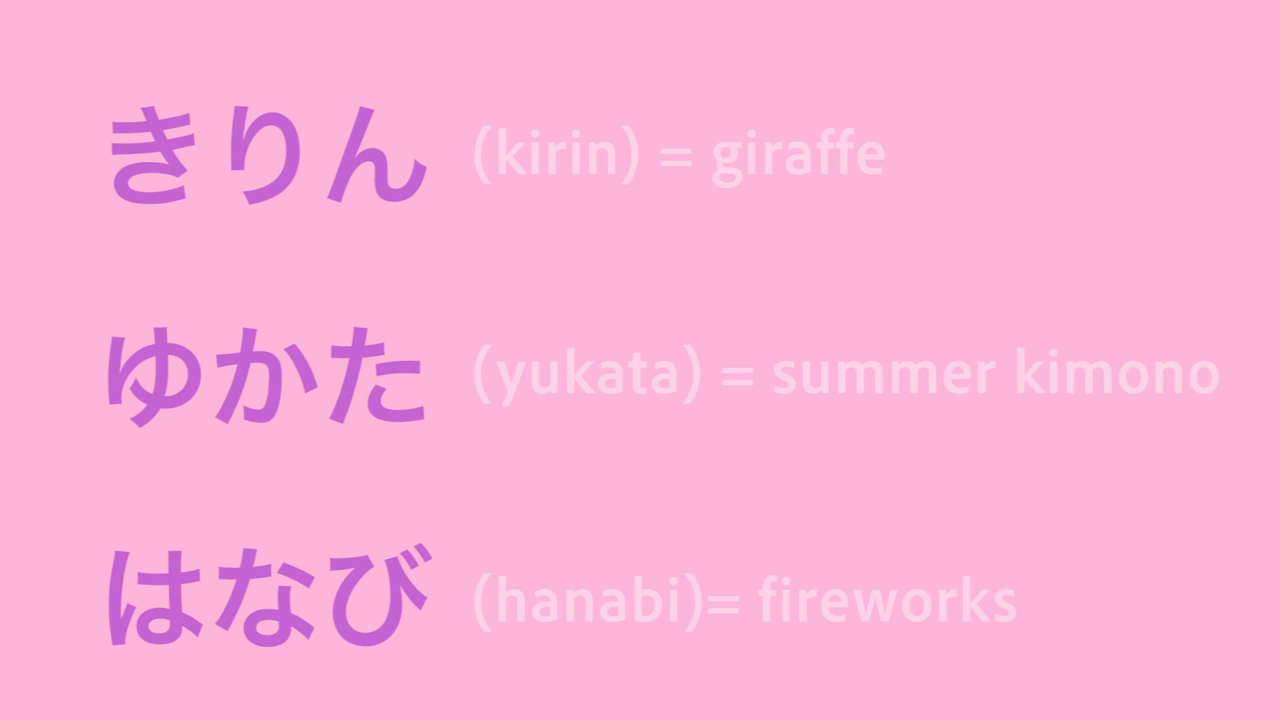 きりん (kirin) = giraffe
ゆかた (yukata) = summer kimono
はなび (hanabi)= fireworks